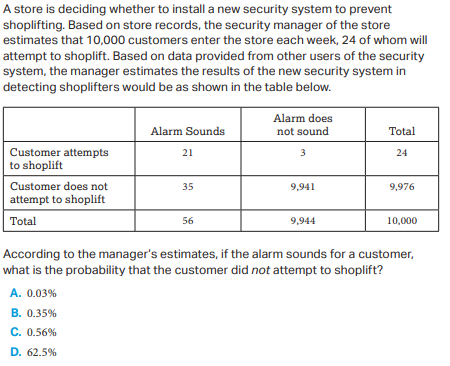 A store is deciding whether to install a new security system to prevent
shoplifting. Based on store records, the security manager of the store
estimates that 10,000 customers enter the store each week, 24 of whom will
attempt to shoplift. Based on data provided from other users of the security
system, the manager estimates the results of the new security system in
detecting shoplifters would be as shown in the table below.
Alarm Sounds Alarm does
not sound Total
Customer attempts
to shoplift 21 3 24
Customer does not
attempt to shoplift 35 9,941 9,976
Total 56 9,944 10,000
According to the manager's estimates, if the alarm sounds for a customer,
what is the probability that the customer did not attempt to shoplift?
A. 0.03%
B. 0.35%
C. 0.56%
D. 62.5%